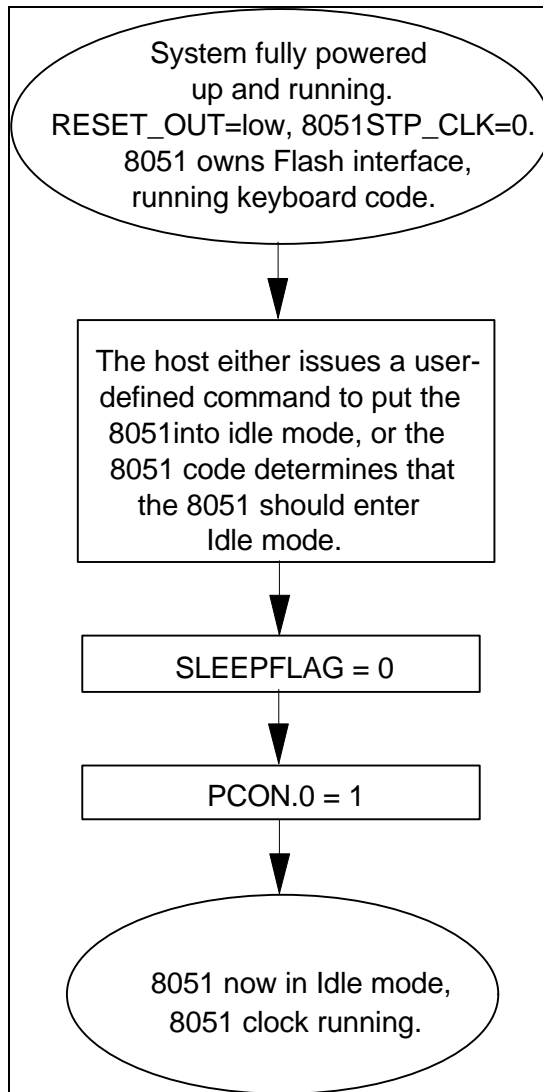 System fully powered
up and running.
RESET_OUT=low, 8051STP_CLK=0.
8051 owns Flash interface,
running keyboard code.
The host either issues a user-
defined command to put the
8051into idle mode, or the
8051 code determines that
the 8051 should enter
Idle mode.
SLEEPFLAG = 0
PCON.0 = 1
8051 now in Idle mode,
8051 clock running.